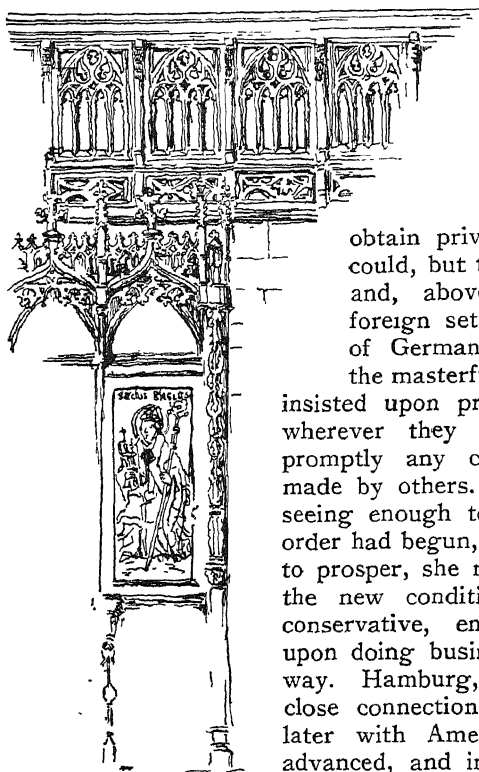 obtain priv
could, but t
and, above
foreign set
of German
the masterf
insisted upon pr
wherever they
promptly any c
made by others.
seeing enough to
order had begun,
to prosper, she r
the new conditi
conservative, en
upon doing busin
way. Hamburg,
close connection
later with Ame
advanced, and in